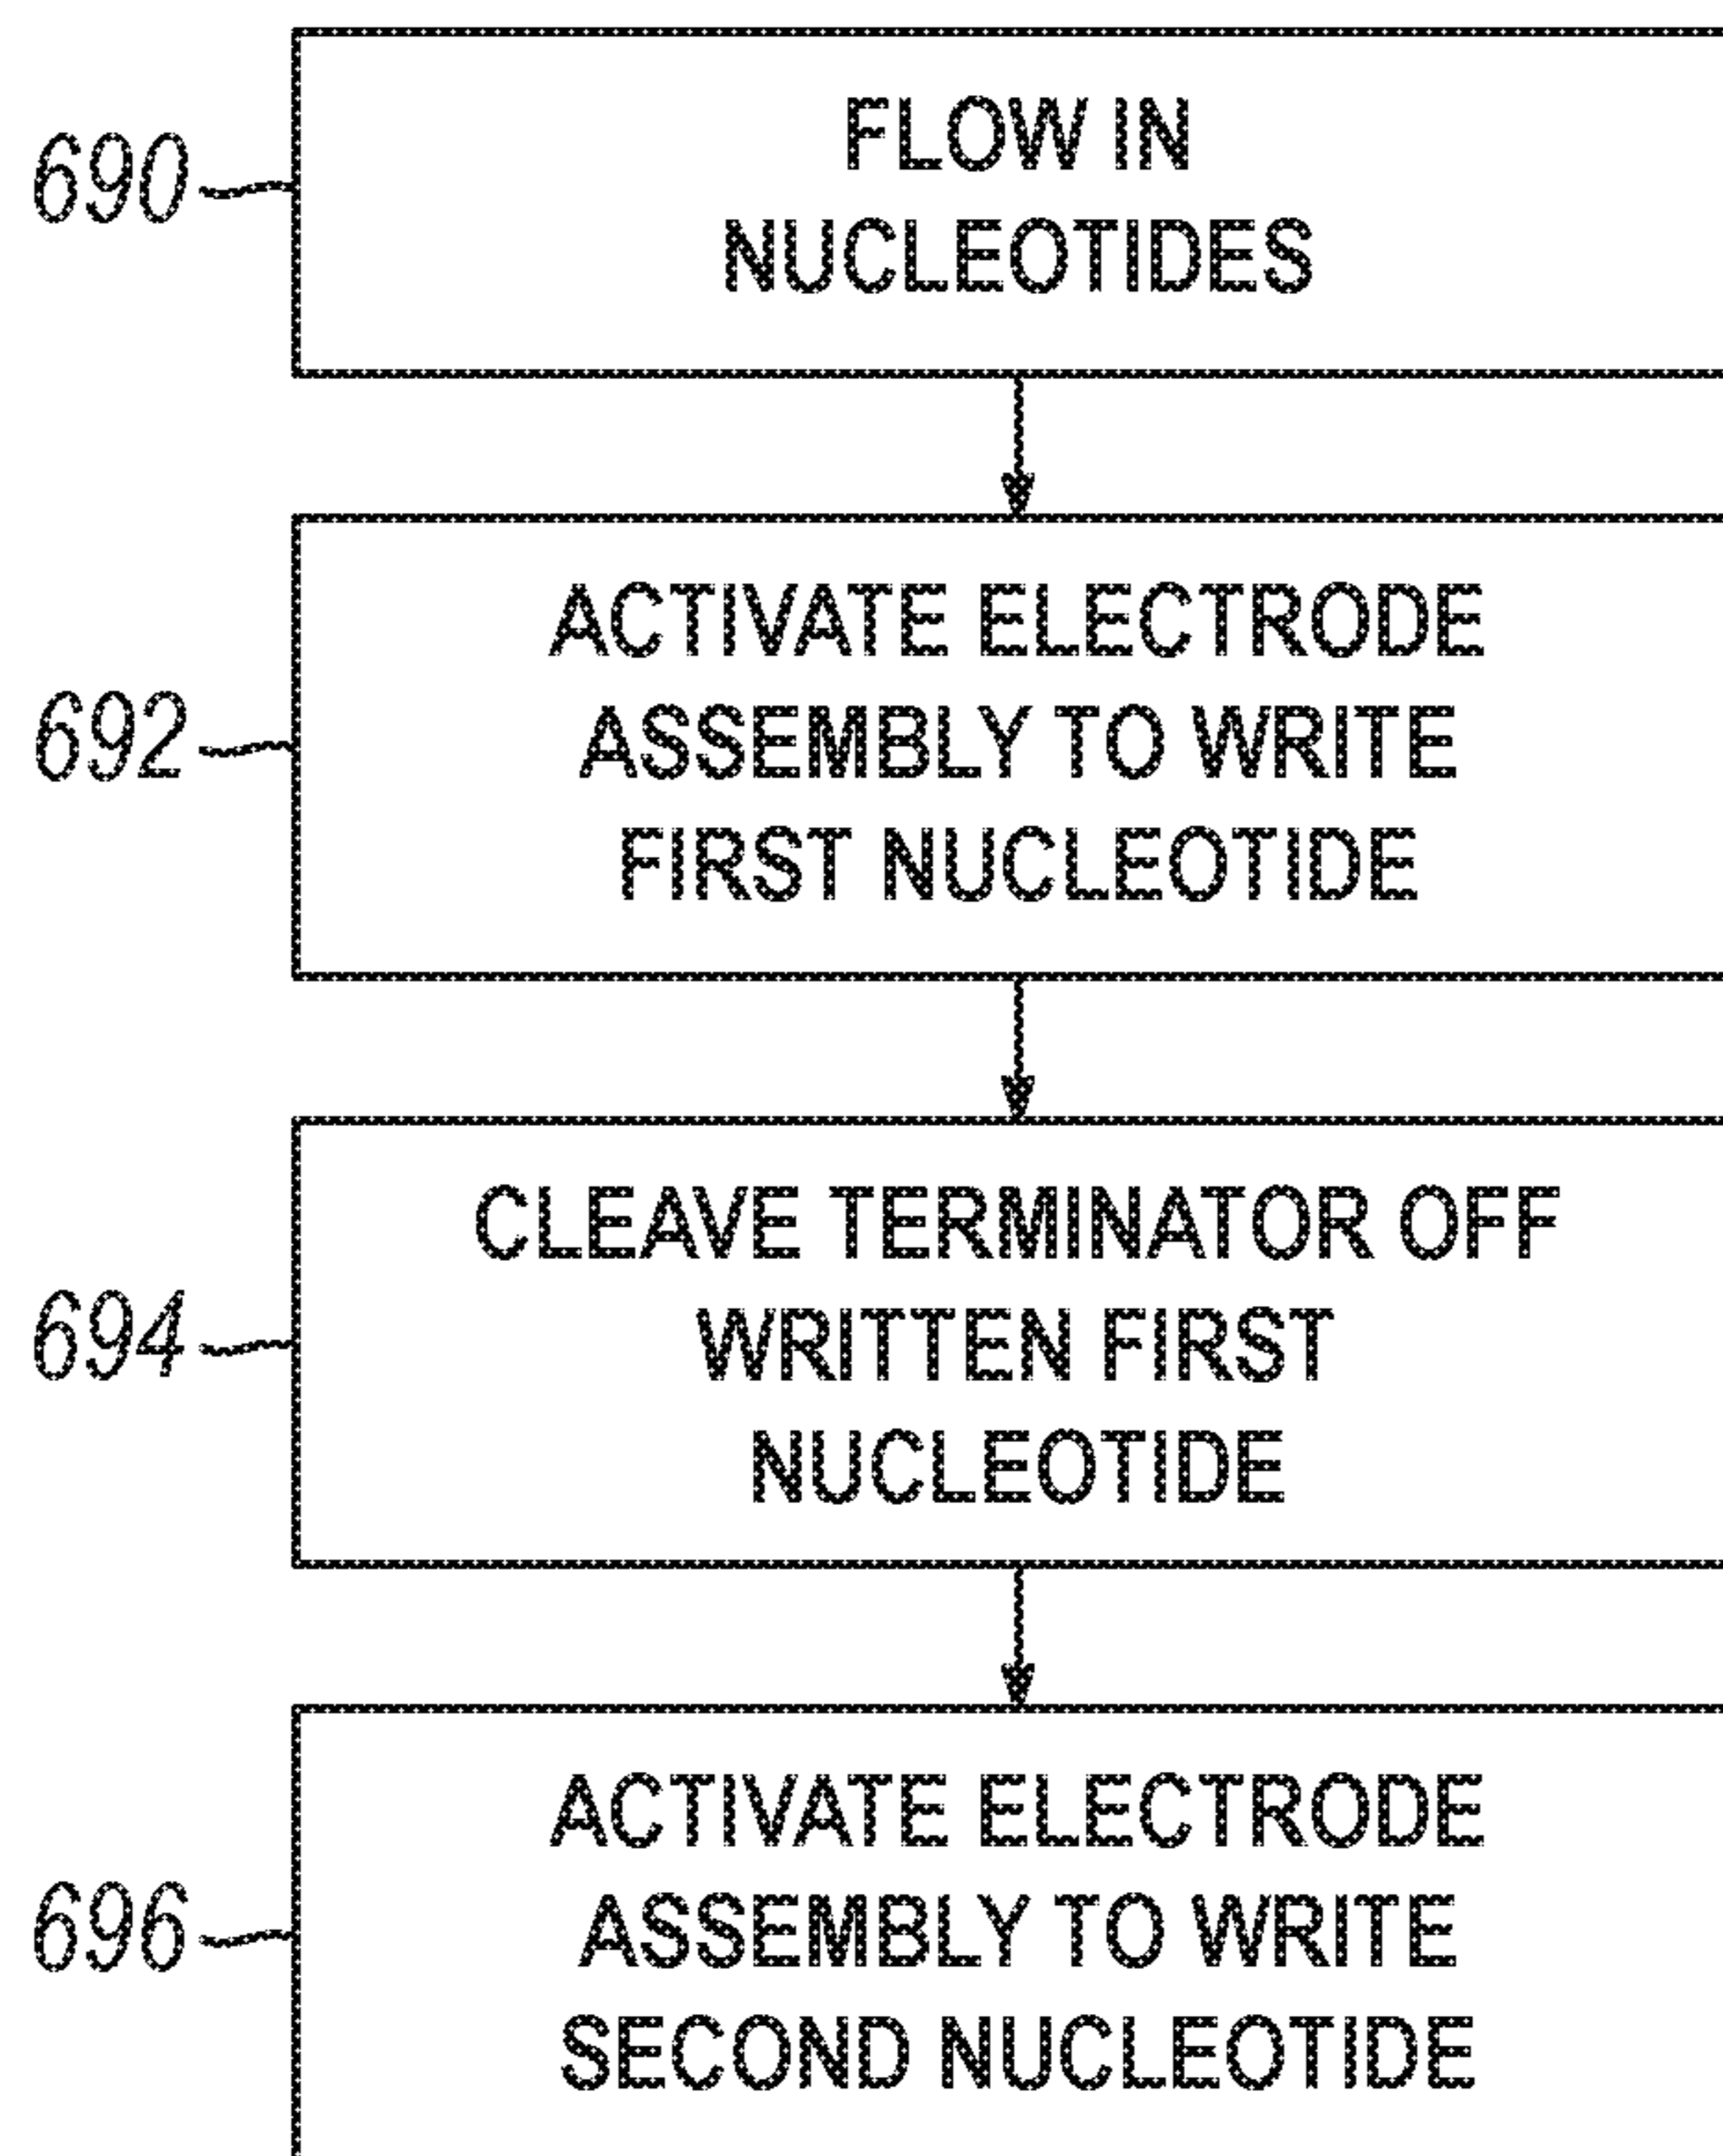 690
FLOW IN
NUCLEOTIDES
692
ACTIVATE ELECTRODE
ASSEMBLY TO WRITE
FIRST NUCLEOTIDE
694
CLEAVE TERMINATOR OFF
WRITTEN FIRST
NUCLEOTIDE
696
ACTIVATE ELECTRODE
ASSEMBLY TO WRITE
SECOND NUCLEOTIDE